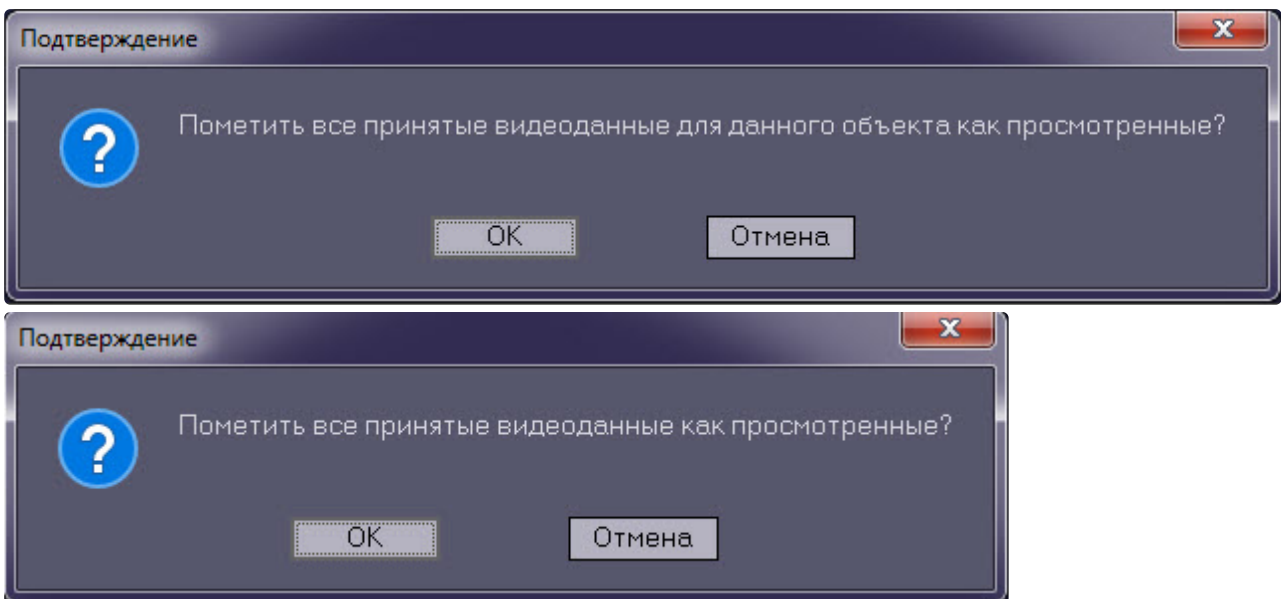 Подтверждение
Пометить все принятые видеоданные для данного объекта как просмотренные?
OK
Отмена
Подтверждение
Пометить все принятые видеоданные как просмотренные?
OK
Отмена